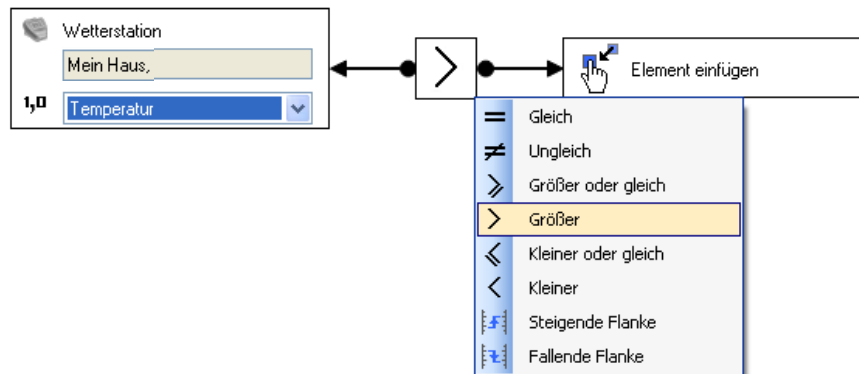 Wetterstation
Mein Haus,
1,0 Temperatur
Element einfügen
Gleich
Ungleich
Größer oder gleich
Größer
Kleiner oder gleich
Kleiner
Steigende Flanke
Fallende Flanke